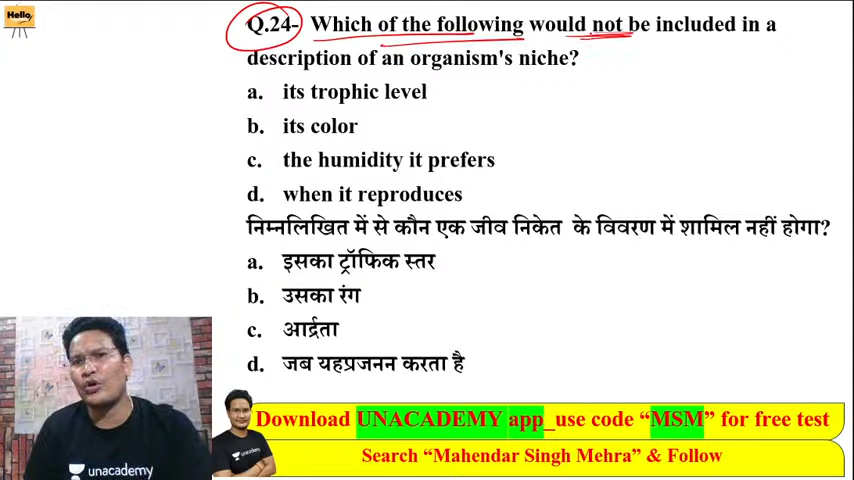 Hello
Q.24- Which of the following would not be included in a
description of an organism's niche?
a. its trophic level
b. its color
c. the humidity it prefers
d. when it reproduces
निम्नलिखित में से कौन एक जीव निकेत के विवरण में शामिल नहीं होगा?
a. इसका ट्रॉफिक स्तर
b. उसका रंग
c. आर्द्रता
d. जब यहप्रजनन करता है
unacademy
Download UNACADEMY app_use code “MSM” for free test
Search “Mahendar Singh Mehra” & Follow